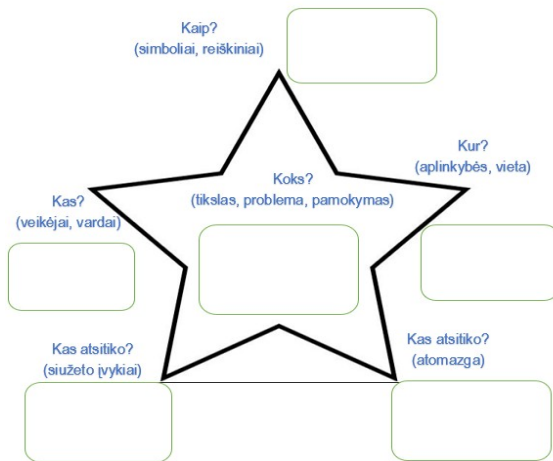 Kaip?
(simboliai, reiškiniai)
Kur?
(aplinkybės, vieta)
Koks?
(tikslas, problema, pamokymas)
Kas?
(veikėjai, vardai)
Kas atsitiko?
(siužeto įvykiai)
Kas atsitiko?
(atomazga)